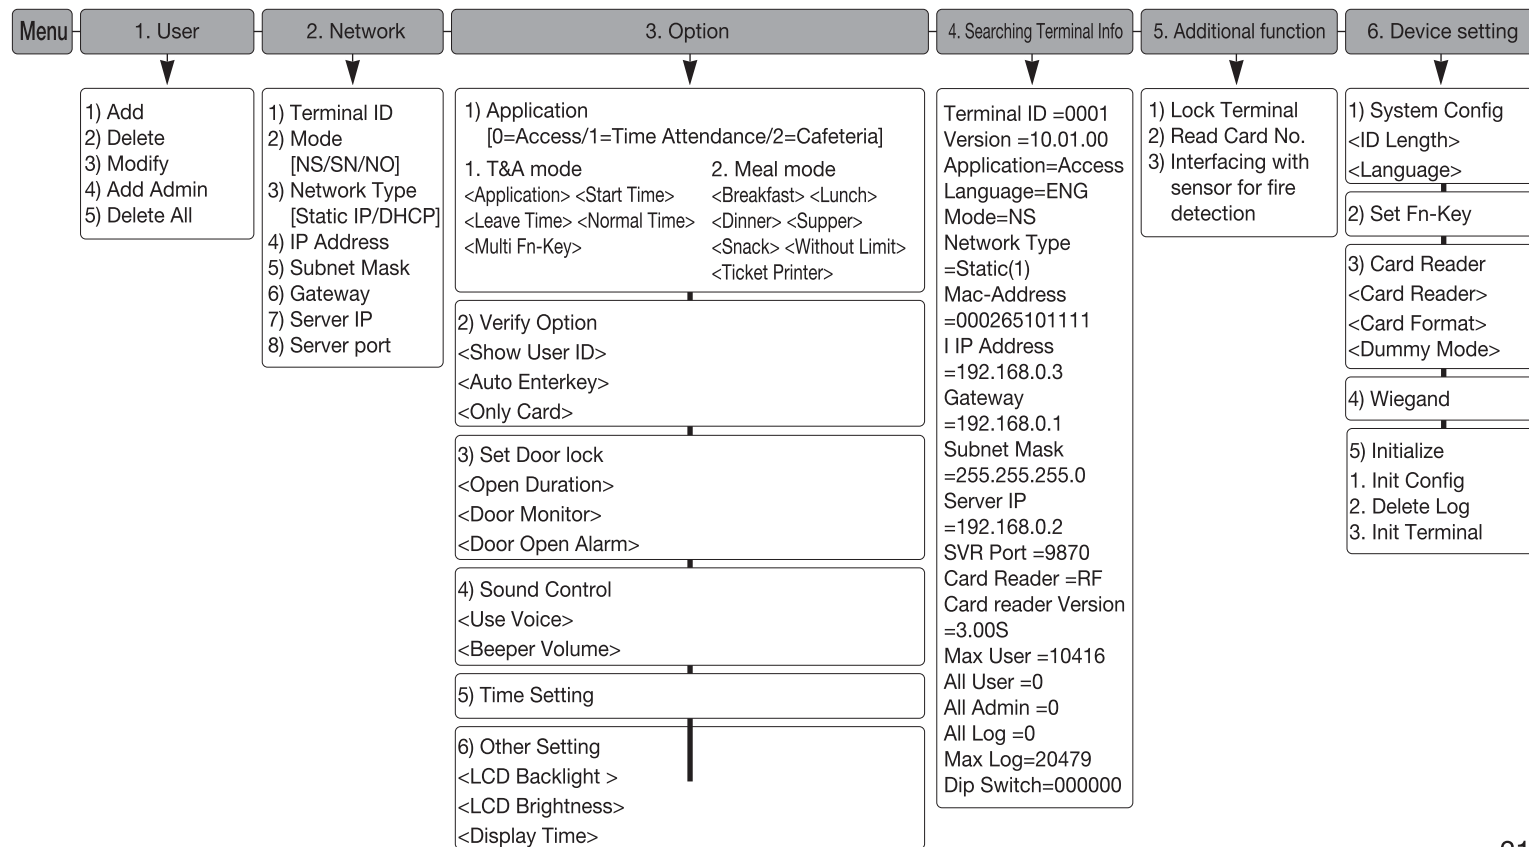 Menu
1. User
2. Network
3. Option
4. Searching Terminal Info
5. Additional function
6. Device setting
1) Add
2) Delete
3) Modify
4) Add Admin
5) Delete All
1) Terminal ID
2) Mode
[NS/SN/NO]
3) Network Type
[Static IP/DHCP]
4) IP Address
5) Subnet Mask
6) Gateway
7) Server IP
8) Server port
1) Application
[0=Access/1=Time Attendance/2=Cafeteria]
1. T&A mode
<Application> <Start Time>
<Leave Time> <Normal Time>
<Multi Fn-Key>
2. Meal mode
<Breakfast> <Lunch>
<Dinner> <Supper>
<Snack> <Without Limit>
<Ticket Printer>
2) Verify Option
<Show User ID>
<Auto Enterkey>
<Only Card>
3) Set Door lock
<Open Duration>
<Door Monitor>
<Door Open Alarm>
4) Sound Control
<Use Voice>
<Beeper Volume>
5) Time Setting
6) Other Setting
<LCD Backlight >
<LCD Brightness>
<Display Time>
Terminal ID =0001
Version =10.01.00
Application=Access
Language=ENG
Mode=NS
Network Type
=Static(1)
Mac-Address
=000265101111
I IP Address
=192.168.0.3
Gateway
=192.168.0.1
Subnet Mask
=255.255.255.0
Server IP
=192.168.0.2
SVR Port =9870
Card Reader =RF
Card reader Version
=3.00S
Max User =10416
All User =0
All Admin =0
All Log =0
Max Log=20479
Dip Switch=000000
1) Lock Terminal
2) Read Card No.
3) Interfacing with
sensor for fire
detection
1) System Config
<ID Length>
<Language>
2) Set Fn-Key
3) Card Reader
<Card Reader>
<Card Format>
<Dummy Mode>
4) Wiegand
5) Initialize
1. Init Config
2. Delete Log
3. Init Terminal